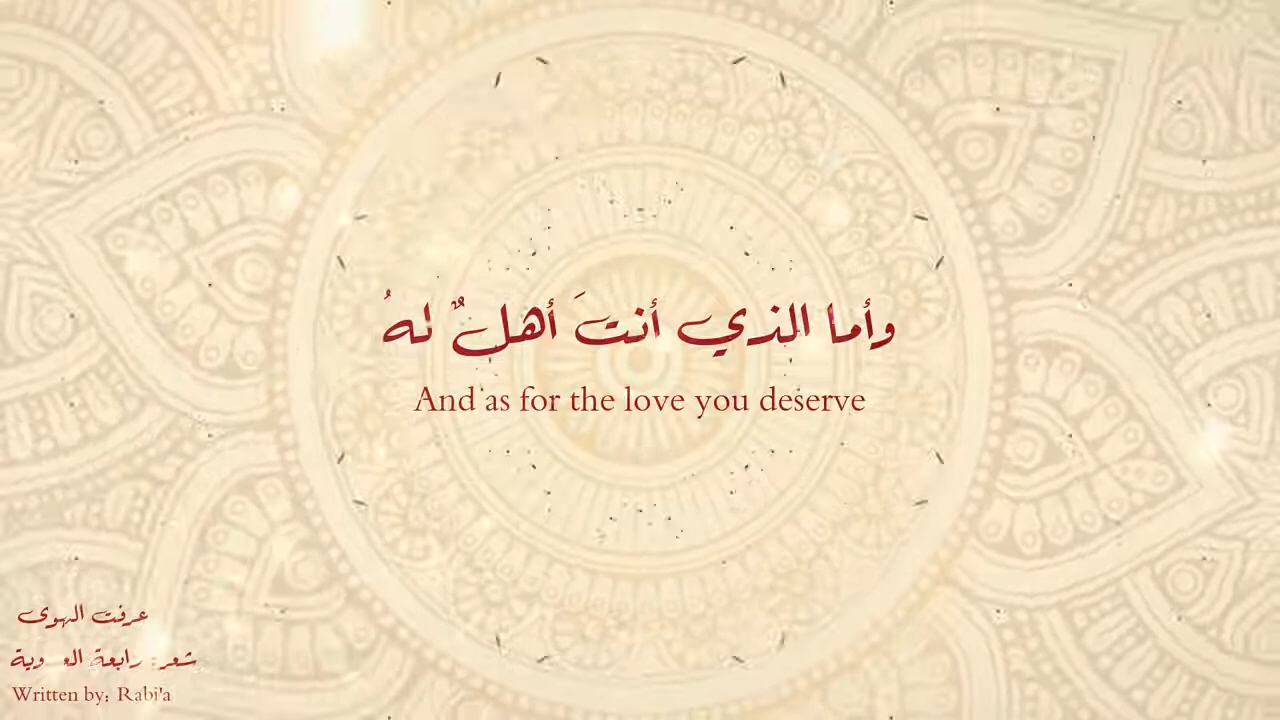 وأما الذي أنتَ أهلٌ لهُ
And as for the love you deserve
عرفت الهوى
شعر: رابعة
Written by: Rabi'a